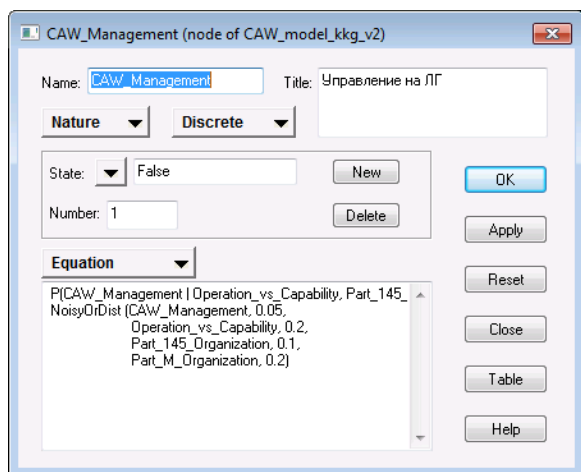 CAW_Management (node of CAW_model_kkg_v2)
Name: CAW_Management Title: Управление на ЛГ
Nature Discrete
State: False New OK
Number: 1 Delete Apply
Equation
P(CAW_Management | Operation_vs_Capability, Part_145_
NoisyOrDist (CAW_Management, 0.05, Reset
Operation_vs_Capability, 0.2,
Part_145_Organization, 0.1, Close
Part_M_Organization, 0.2)
Table
Help